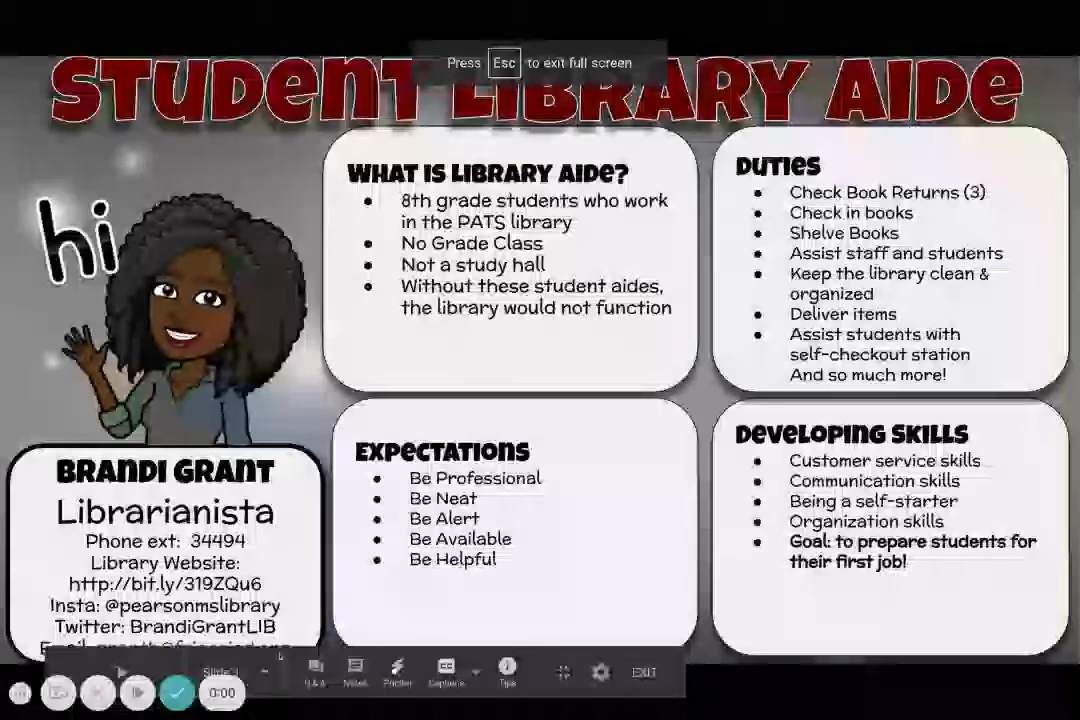 Press Esc to exit full screen
STUDENT LIBRARY AIDE
hi
BRANDI GRANT
Librarianista
Phone ext: 34494
Library Website:
http://bit.ly/319ZQu6
Insta: @pearsonmslibrary
Twitter: BrandiGrantLIB
WHAT IS LIBRARY AIDE?
● 8th grade students who work
in the PATS library
● No Grade Class
● Not a study hall
● Without these student aides,
the library would not function
DUTIES
● Check Book Returns (3)
● Check in books
● Shelve Books
● Assist staff and students
● Keep the library clean &
organized
● Deliver items
● Assist students with
self-checkout station
And so much more!
EXPECTATIONS
● Be Professional
● Be Neat
● Be Alert
● Be Available
● Be Helpful
DEVELOPING SKILLS
● Customer service skills
● Communication skills
● Being a self-starter
● Organization skills
● Goal: to prepare students for
their first job!
Q&A Notes Pointer CC Captions Tips EXIT
0:00